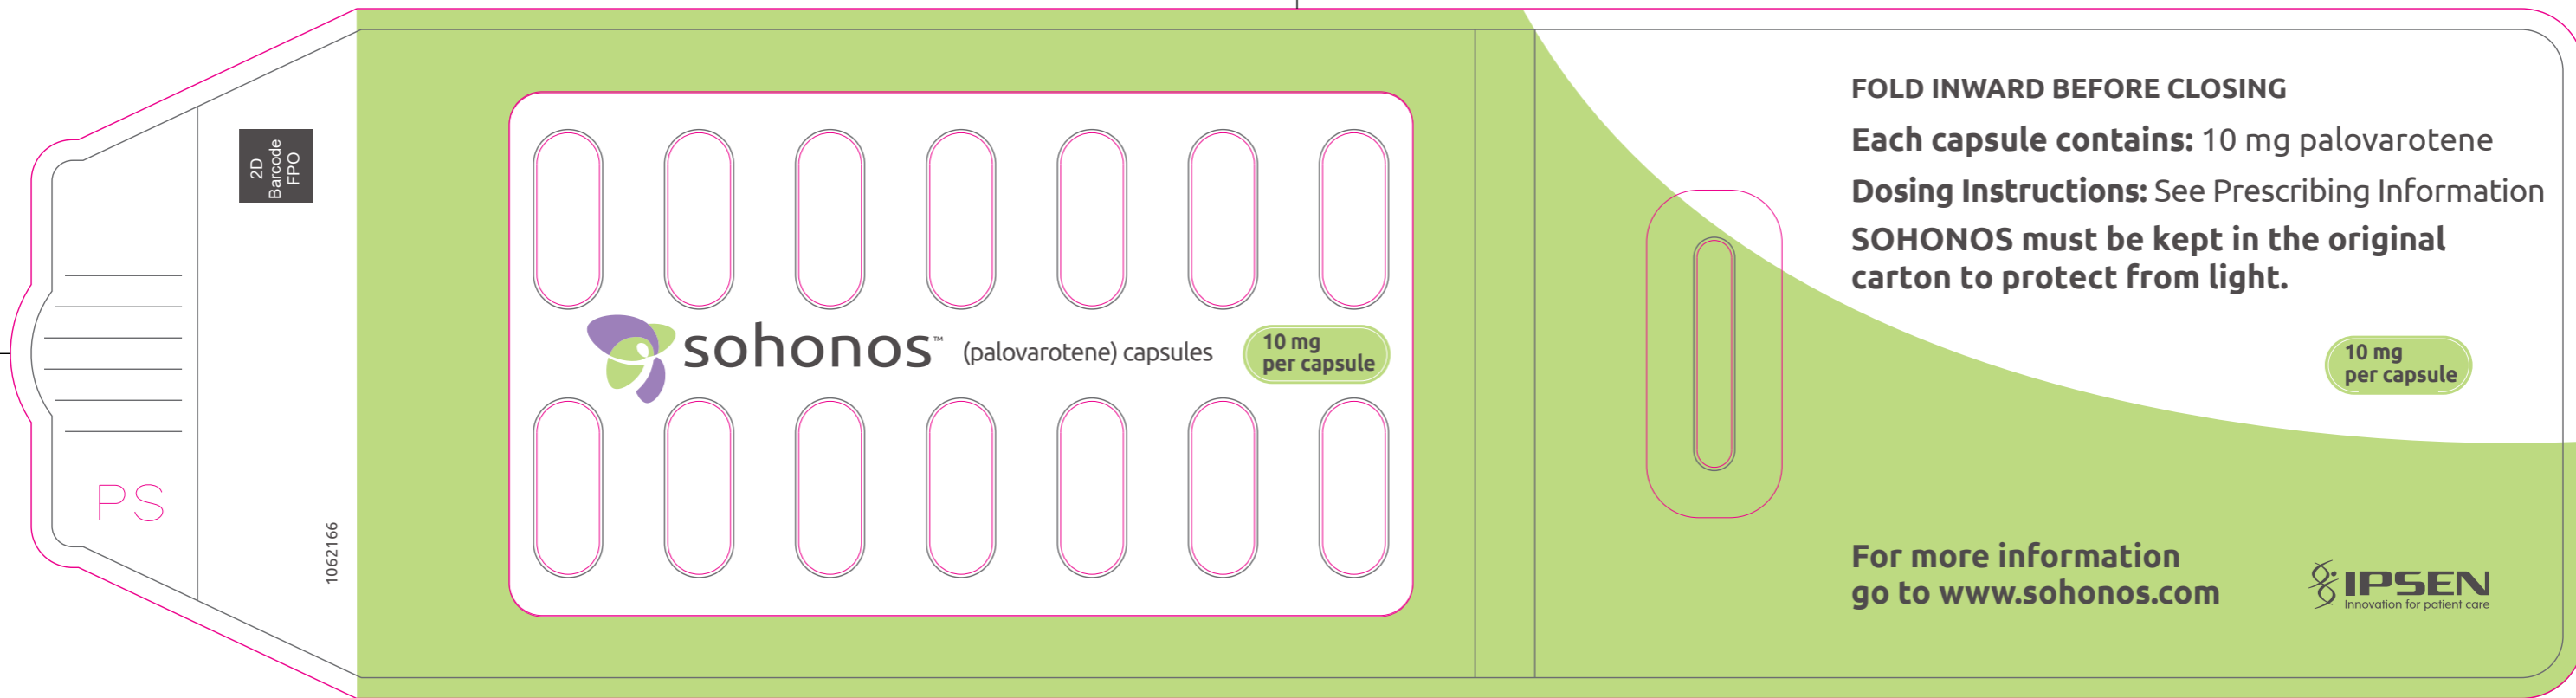 2D
Barcode
FPO
PS
1062166
sohonos™ (palovarotene) capsules
10 mg
per capsule
FOLD INWARD BEFORE CLOSING
Each capsule contains: 10 mg palovarotene
Dosing Instructions: See Prescribing Information
SOHONOS must be kept in the original
carton to protect from light.
10 mg
per capsule
For more information
go to www.sohonos.com
IPSEN
Innovation for patient care